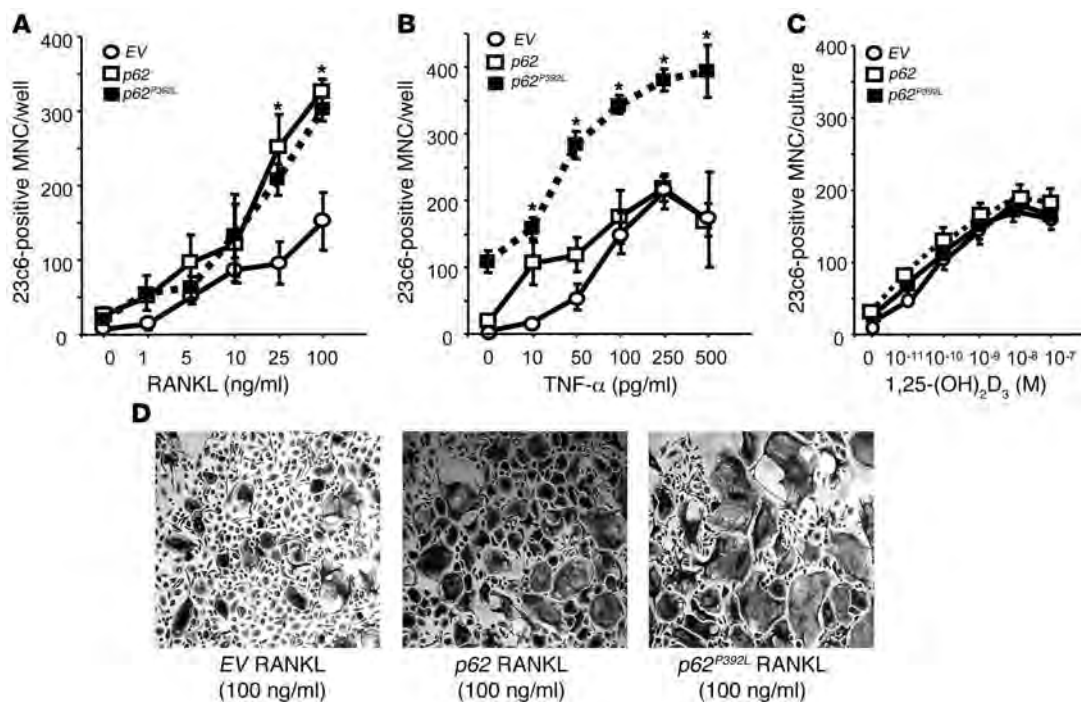 A
B
C
EV
p62
p62P392L
EV
p62
p62P392L
EV
p62
p62P392L
23c6-positive MNC/well
400
300
200
100
0
*
*
0 1 5 10 25 100
RANKL (ng/ml)
23c6-positive MNC/well
400
300
200
100
0
*
*
*
*
*
0 10 50 100 250 500
TNF-α (pg/ml)
23c6-positive MNC/culture
400
300
200
100
0
0 10-11 10-10 10-9 10-8 10-7
1,25-(OH)2D3 (M)
D
EV RANKL
(100 ng/ml)
p62 RANKL
(100 ng/ml)
p62P392L RANKL
(100 ng/ml)